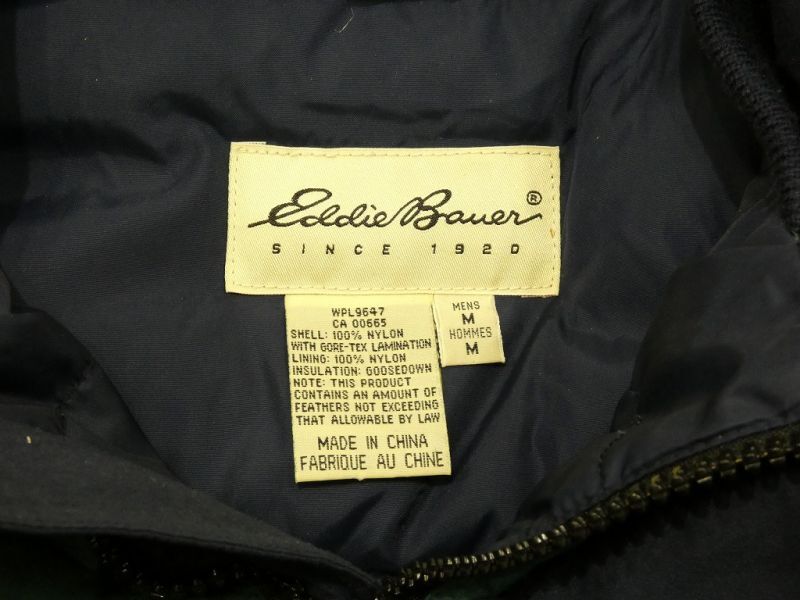 Eddie Bauer®
SINCE 1920
WPL9647
CA 00665
SHELL: 100% NYLON
WITH GORE-TEX LAMINATION
LINING: 100% NYLON
INSULATION: GOOSEDOWN
NOTE: THIS PRODUCT
CONTAINS AN AMOUNT OF
FEATHERS NOT EXCEEDING
THAT ALLOWABLE BY LAW
MADE IN CHINA
FABRIQUE AU CHINE
MENS
M
HOMMES
M